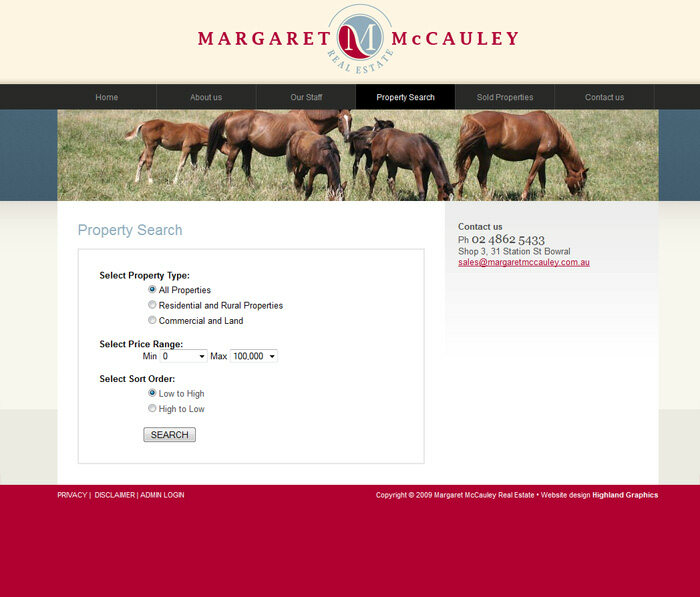 MARGARET M McCAULEY
REAL ESTATE
Home About us Our Staff Property Search Sold Properties Contact us
Property Search
Select Property Type:
All Properties
Residential and Rural Properties
Commercial and Land
Select Price Range:
Min 0 Max 100,000
Select Sort Order:
Low to High
High to Low
SEARCH
Contact us
Ph 02 4862 5433
Shop 3, 31 Station St Bowral
sales@margaretmccauley.com.au
PRIVACY | DISCLAIMER | ADMIN LOGIN
Copyright © 2009 Margaret McCauley Real Estate • Website design Highland Graphics